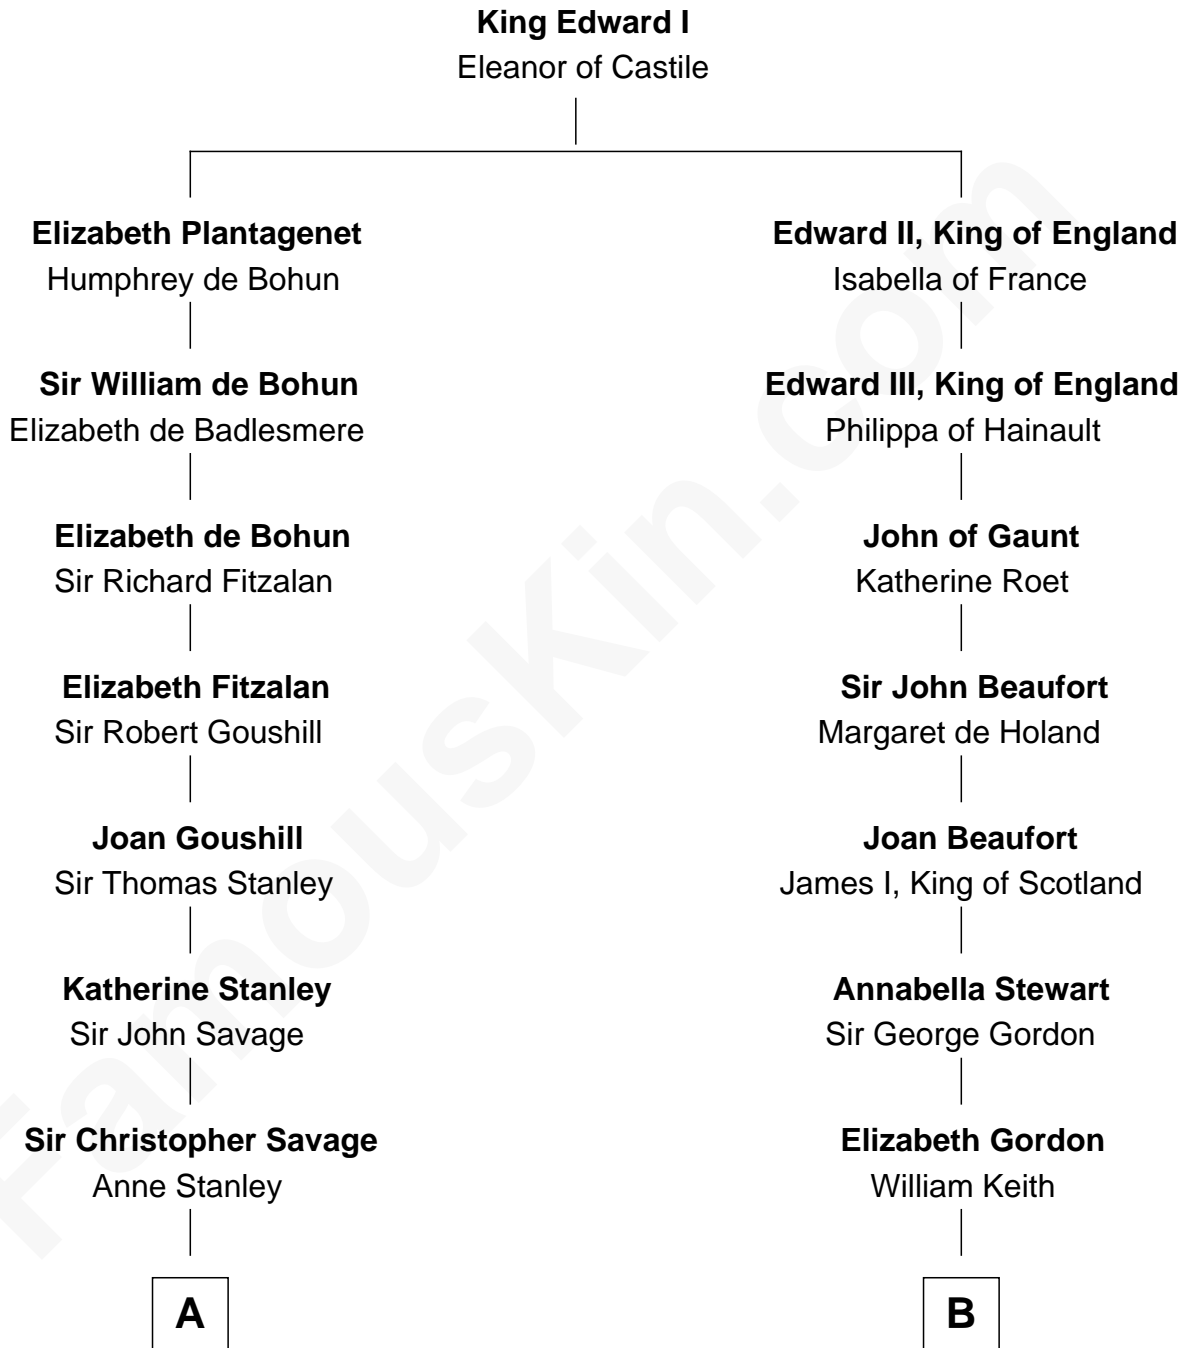 King Edward I
Eleanor of Castile
Elizabeth Plantagenet
Humphrey de Bohun
Edward II, King of England
Isabella of France
Sir William de Bohun
Elizabeth de Badlesmere
Edward III, King of England
Philippa of Hainault
Elizabeth de Bohun
Sir Richard Fitzalan
John of Gaunt
Katherine Roet
Elizabeth Fitzalan
Sir Robert Goushill
Sir John Beaufort
Margaret de Holand
Joan Goushill
Sir Thomas Stanley
Joan Beaufort
James I, King of Scotland
Katherine Stanley
Sir John Savage
Annabella Stewart
Sir George Gordon
Sir Christopher Savage
Anne Stanley
Elizabeth Gordon
William Keith
A
B
FamousKin.com